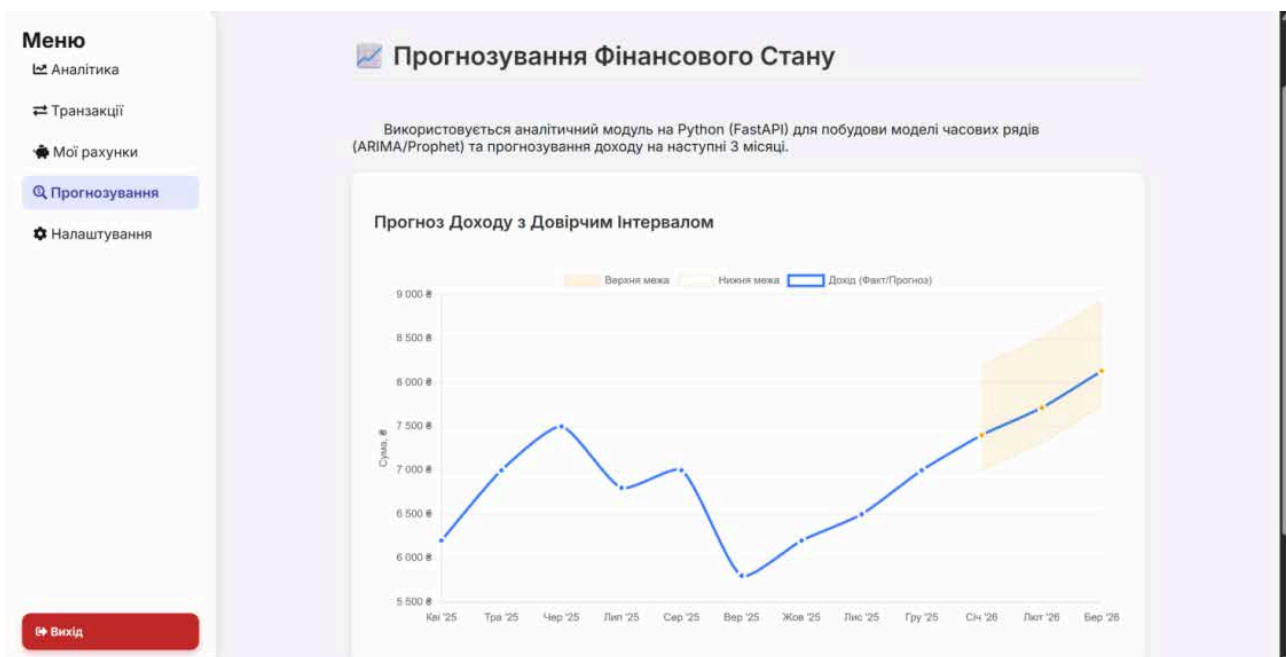 Меню
Аналітика
Транзакції
Мої рахунки
Прогнозування
Налаштування
Вихід
Прогнозування Фінансового Стану
Використовується аналітичний модуль на Python (FastAPI) для побудови моделі часових рядів
(ARIMA/Prophet) та прогнозування доходу на наступні 3 місяці.
Прогноз Доходу з Довірчим Інтервалом
Верхня межа Нижня межа Дохід (Факт/Прогноз)
Сума, ₴
9 000 ₴
8 500 ₴
8 000 ₴
7 500 ₴
7 000 ₴
6 500 ₴
6 000 ₴
5 500 ₴
Кві '25 Тра '25 Чер '25 Лип '25 Сер '25 Вер '25 Жов '25 Лис '25 Гру '25 Січ '26 Лют '26 Бер '26